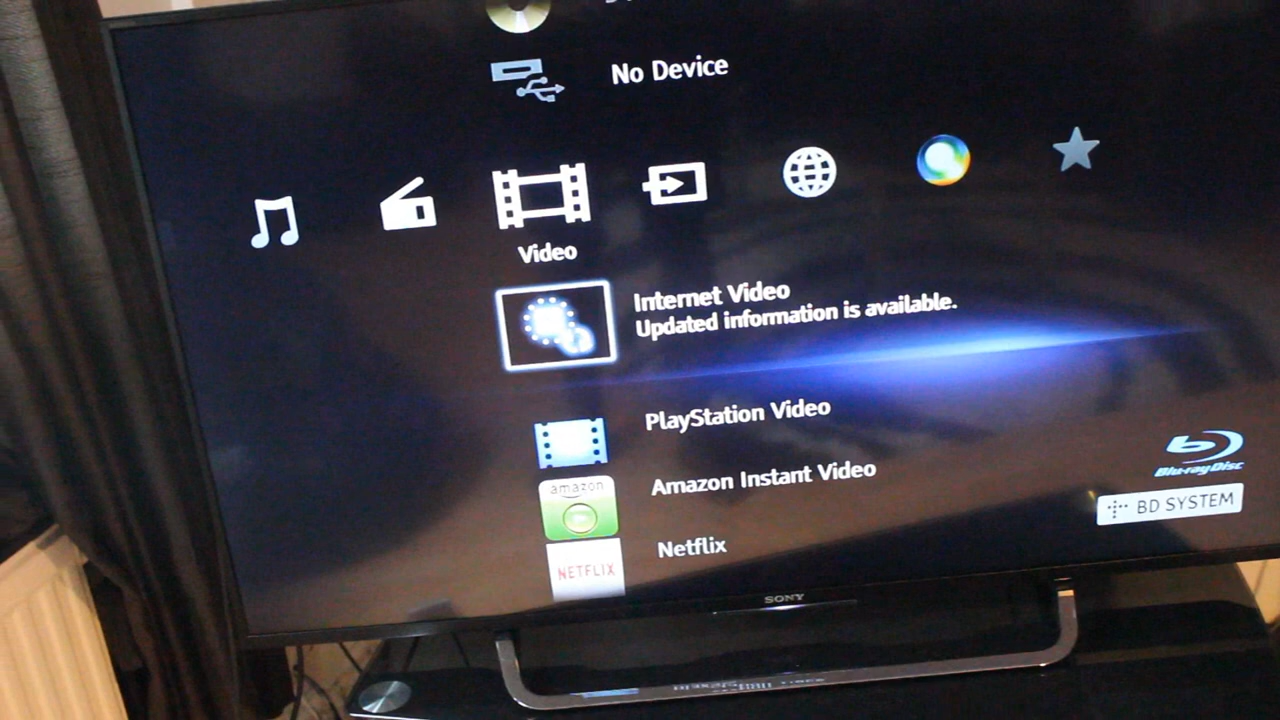 No Device
Video
Internet Video
Updated information is available.
PlayStation Video
amazon
Amazon Instant Video
NETFLIX
Netflix
Blu-ray Disc
BD SYSTEM
SONY